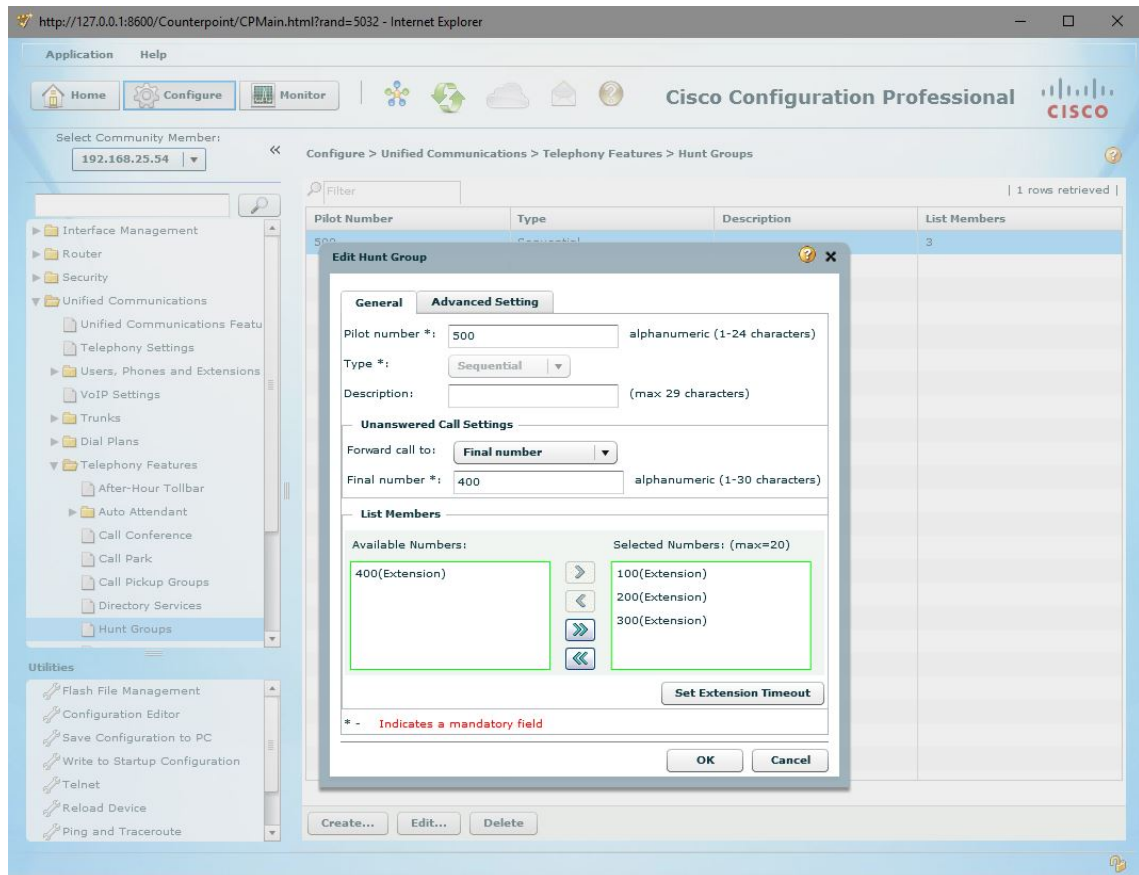 http://127.0.0.1:8600/Counterpoint/CPMain.html?rand=5032 - Internet Explorer
Application Help
Home Configure Monitor
Cisco Configuration Professional
CISCO
Select Community Member:
192.168.25.54
Configure > Unified Communications > Telephony Features > Hunt Groups
Filter
| 1 rows retrieved |
Pilot Number Type Description List Members
500 Sequential 3
Interface Management
Router
Security
Unified Communications
Unified Communications Featu
Telephony Settings
Users, Phones and Extensions
VoIP Settings
Trunks
Dial Plans
Telephony Features
After-Hour Tollbar
Auto Attendant
Call Conference
Call Park
Call Pickup Groups
Directory Services
Hunt Groups
Utilities
Flash File Management
Configuration Editor
Save Configuration to PC
Write to Startup Configuration
Telnet
Reload Device
Ping and Traceroute
Edit Hunt Group
General Advanced Setting
Pilot number *: 500 alphanumeric (1-24 characters)
Type *: Sequential
Description: (max 29 characters)
Unanswered Call Settings
Forward call to: Final number
Final number *: 400 alphanumeric (1-30 characters)
List Members
Available Numbers: Selected Numbers: (max=20)
400(Extension) 100(Extension)
200(Extension)
300(Extension)
Set Extension Timeout
* - Indicates a mandatory field
OK Cancel
Create... Edit... Delete